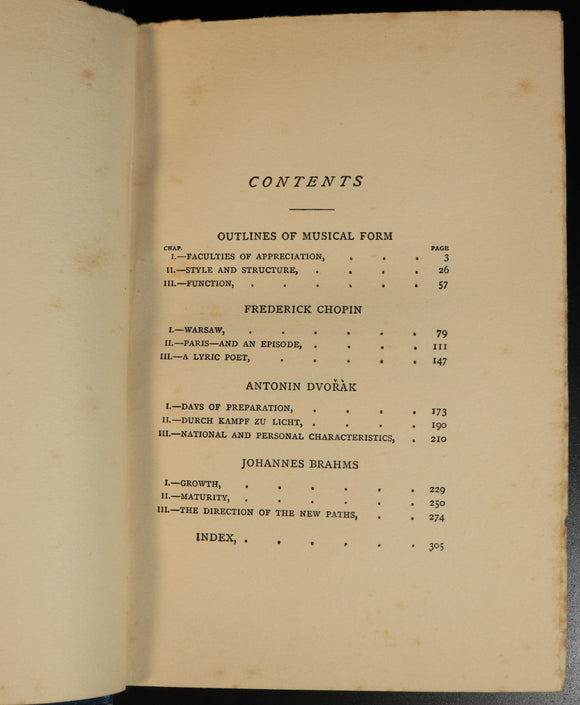 CONTENTS
OUTLINES OF MUSICAL FORM
CHAP. PAGE
I.—FACULTIES OF APPRECIATION, . . . 3
II.—STYLE AND STRUCTURE, . . . . 26
III.—FUNCTION, . . . . . . 57
FREDERICK CHOPIN
I.—WARSAW, . . . . . . 79
II.—PARIS—AND AN EPISODE, . . . . 111
III.—A LYRIC POET, . . . . . 147
ANTONIN DVOŘÀK
I.—DAYS OF PREPARATION, . . . . 173
II.—DURCH KAMPF ZU LICHT, . . . . 190
III.—NATIONAL AND PERSONAL CHARACTERISTICS, . 210
JOHANNES BRAHMS
I.—GROWTH, . . . . . . 229
II.—MATURITY, . . . . . . 250
III.—THE DIRECTION OF THE NEW PATHS, . . . 274
INDEX, . . . . . . 305